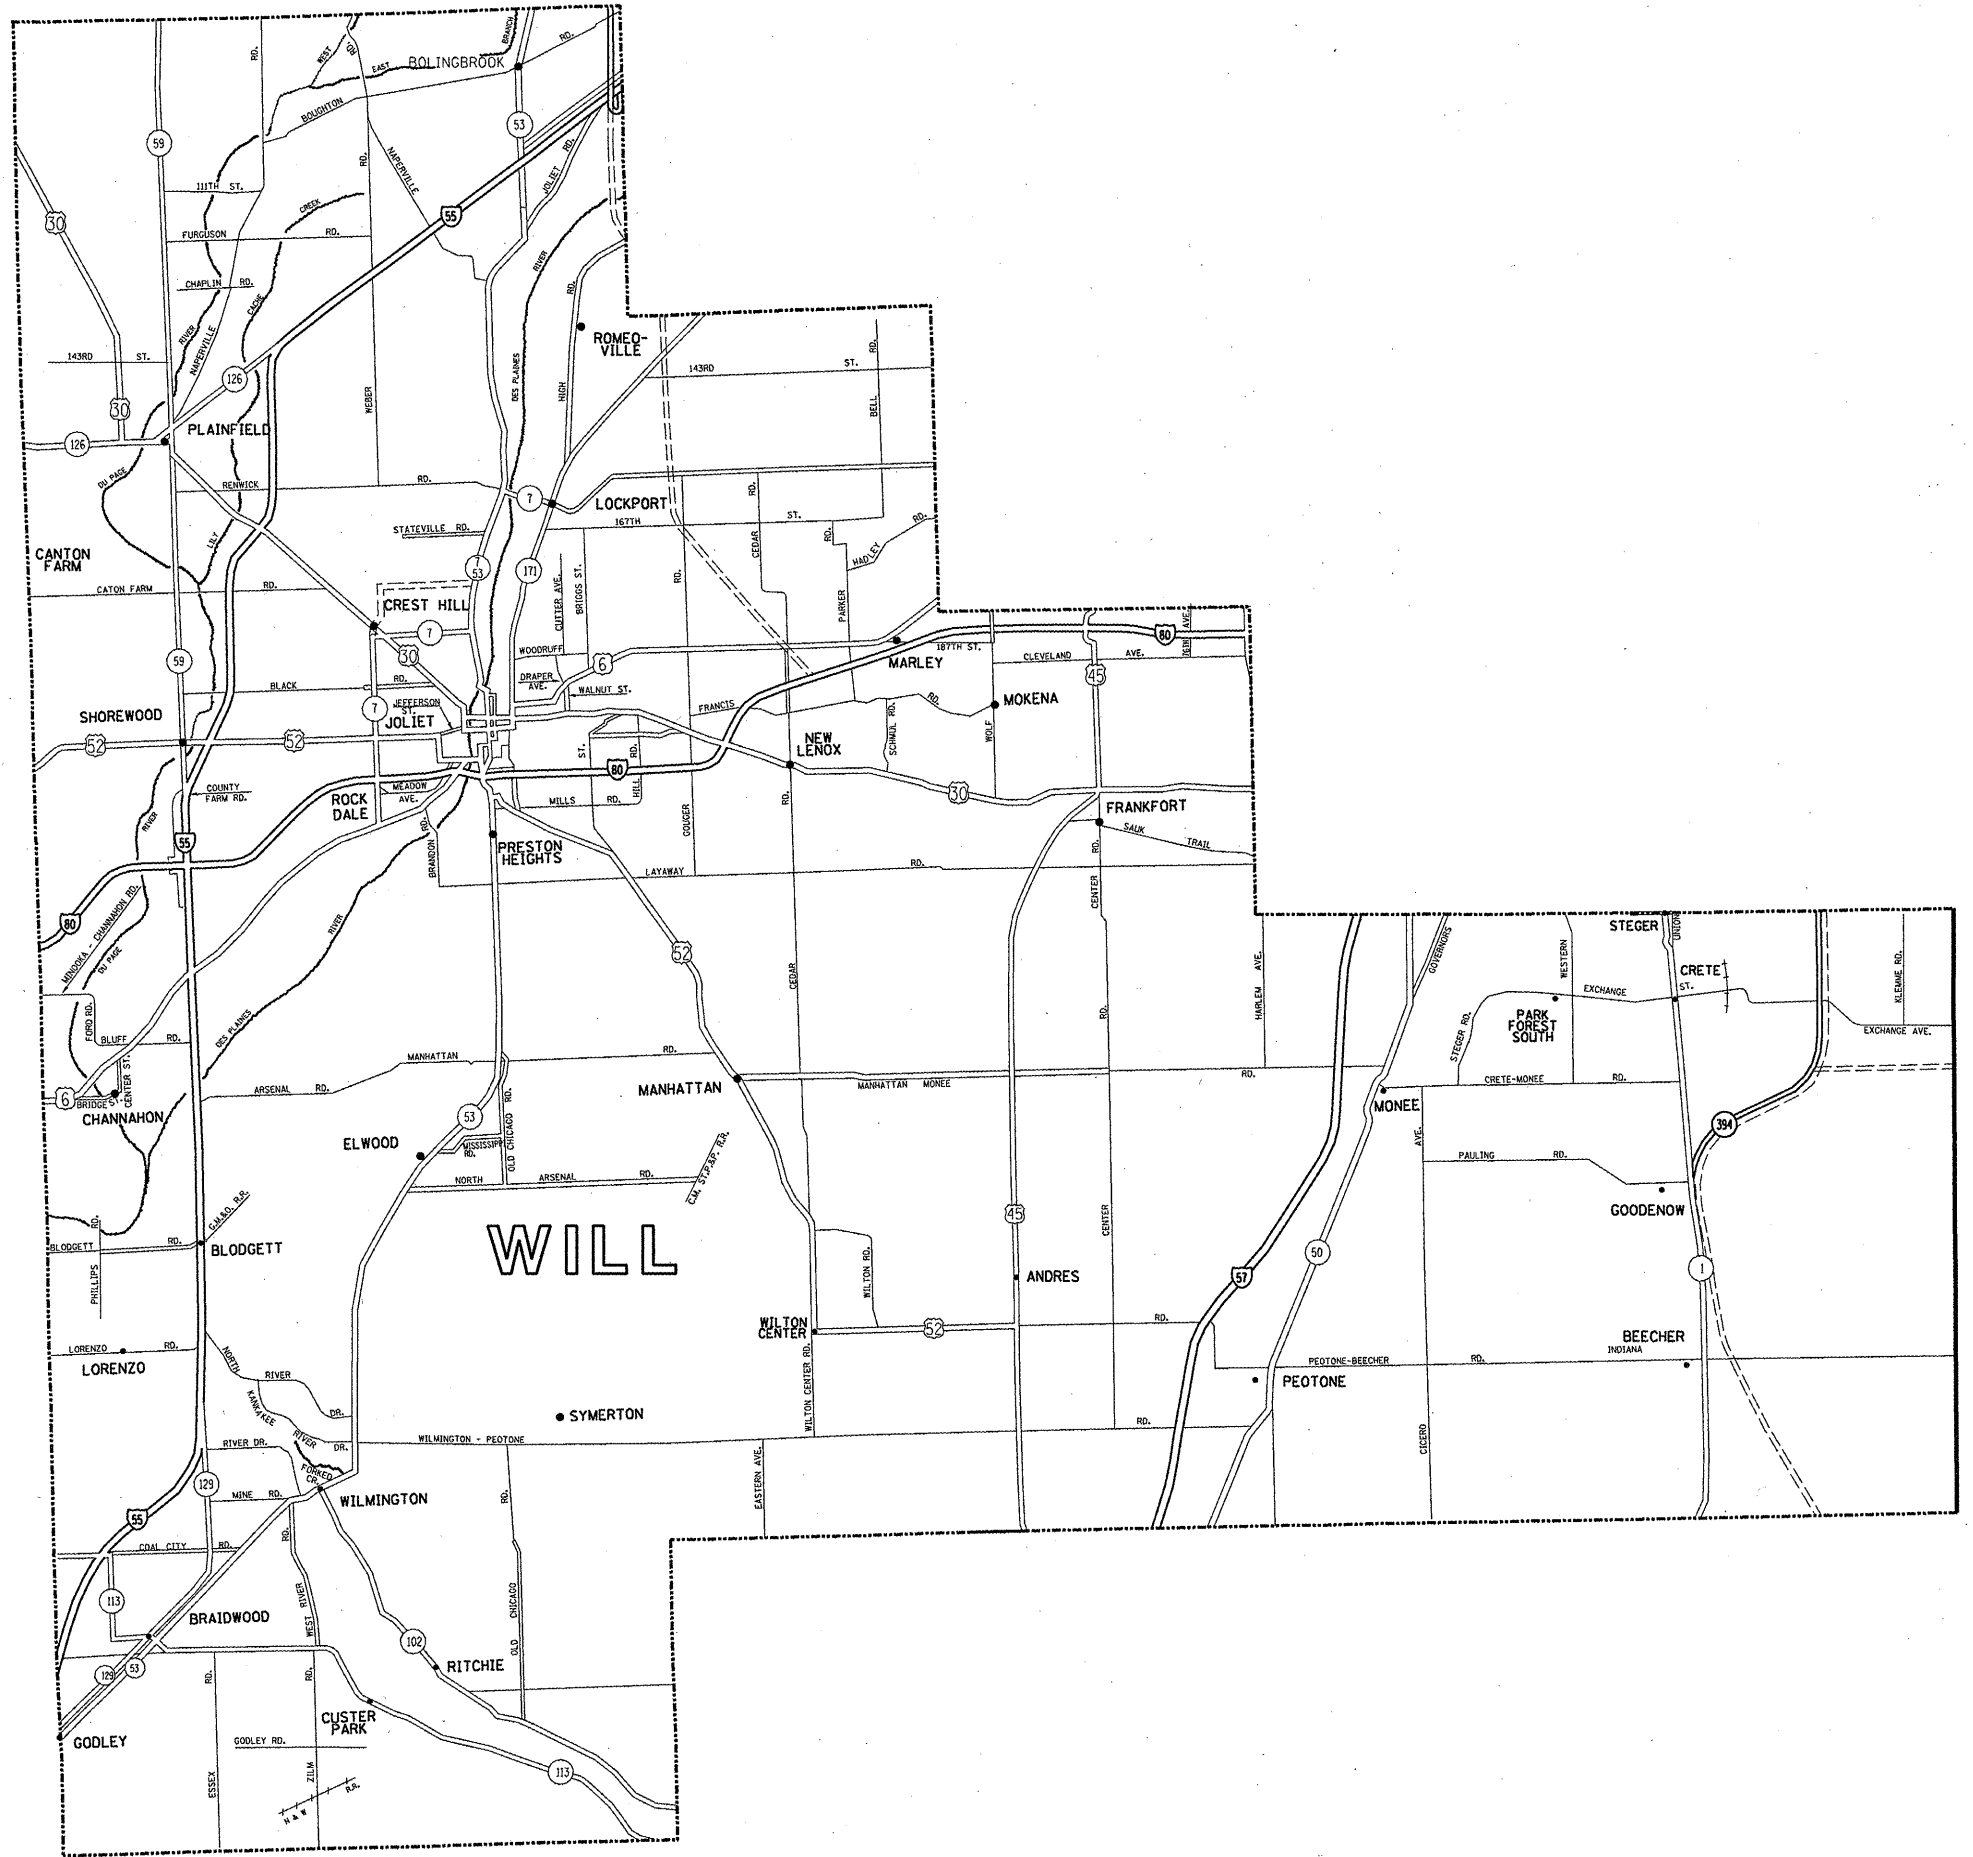 BRANCH
RD.
WEST
RD.
RD.
EAST
BOLINGBROOK
BOUGHTON
53
59
RD.
NAPERVILLE
RD.
JOLIET
111TH ST.
CREEK
30
55
FURGUSON RD.
RIVER
CHAPLIN RD.
RD.
CACHE
RIVER
NAPERVILLE
ROMEO-
VILLE
143RD ST.
DES PLAINES
143RD ST.
RD.
126
HIGH
WEBER
BELL
30
PLAINFIELD
126
DU PAGE
RENWICK RD.
7
LOCKPORT
RD.
167TH ST.
STATEVILLE RD.
RD.
RD.
HADLEY
LILY
CEDAR
CANTON
FARM
7
53
171
CUTTER AVE.
BRIGGS ST.
RD.
CATON FARM RD.
PARKER
CREST HILL
7
30
WOODRUFF
6
80
76TH AVE.
187TH ST.
MARLEY
CLEVELAND AVE.
59
45
BLACK RD.
DRAPER
AVE.
WALNUT ST.
JEFFERSON
ST.
7
JOLIET
FRANCIS RD.
MOKENA
SHOREWOOD
52
52
SCHMUL RD.
WOLF
NEW
LENOX
ST.
RD.
HILL
80
COUNTY
FARM RD.
MEADOW
AVE.
ROCK
DALE
MILLS RD.
RD.
30
FRANKFORT
RIVER
55
BRANDON RD.
PRESTON
HEIGHTS
GOUGER
SAUK TRAIL
RD.
LAYAWAY RD.
CENTER
80
MINOOKA - CHANNAHON RD.
DU PAGE
RIVER
52
CEDAR
HARLEM AVE.
GOVERNORS
WESTERN
STEGER
UNION
CRETE
KLEMME RD.
EXCHANGE ST.
FORD RD.
DES PLAINES
RD.
STEGER RD.
PARK
FOREST
SOUTH
EXCHANGE AVE.
BLUFF RD.
MANHATTAN RD.
CENTER ST.
ARSENAL RD.
MANHATTAN
MANHATTAN MONEE RD.
CRETE-MONEE RD.
6
BRIDGE ST.
CHANNAHON
OLD CHICAGO RD.
53
MONEE
394
ELWOOD
MISSISSIPPI
RD.
AVE.
PAULING RD.
NORTH ARSENAL RD.
C.M. ST.P.&P. R.R.
GOODENOW
G.M.&O. R.R.
RD.
45
CENTER
BLODGETT RD.
BLODGETT
WILL
50
1
PHILLIPS
WILTON RD.
ANDRES
57
WILTON
CENTER
52
RD.
BEECHER
INDIANA
LORENZO RD.
LORENZO
NORTH
RIVER
DR.
WILTON CENTER RD.
PEOTONE-BEECHER RD.
PEOTONE
KANKAKEE
RIVER
DR.
SYMERTON
RD.
CICERO
RIVER DR.
WILMINGTON - PEOTONE
FORKED
CR.
129
MINE RD.
WILMINGTON
RD.
EASTERN AVE.
55
RD.
COAL CITY RD.
113
WEST RIVER
OLD CHICAGO
BRAIDWOOD
102
RITCHIE
129
53
RD.
RD.
CUSTER
PARK
GODLEY
GODLEY RD.
ESSEX
ZILM
113
N & W R.R.